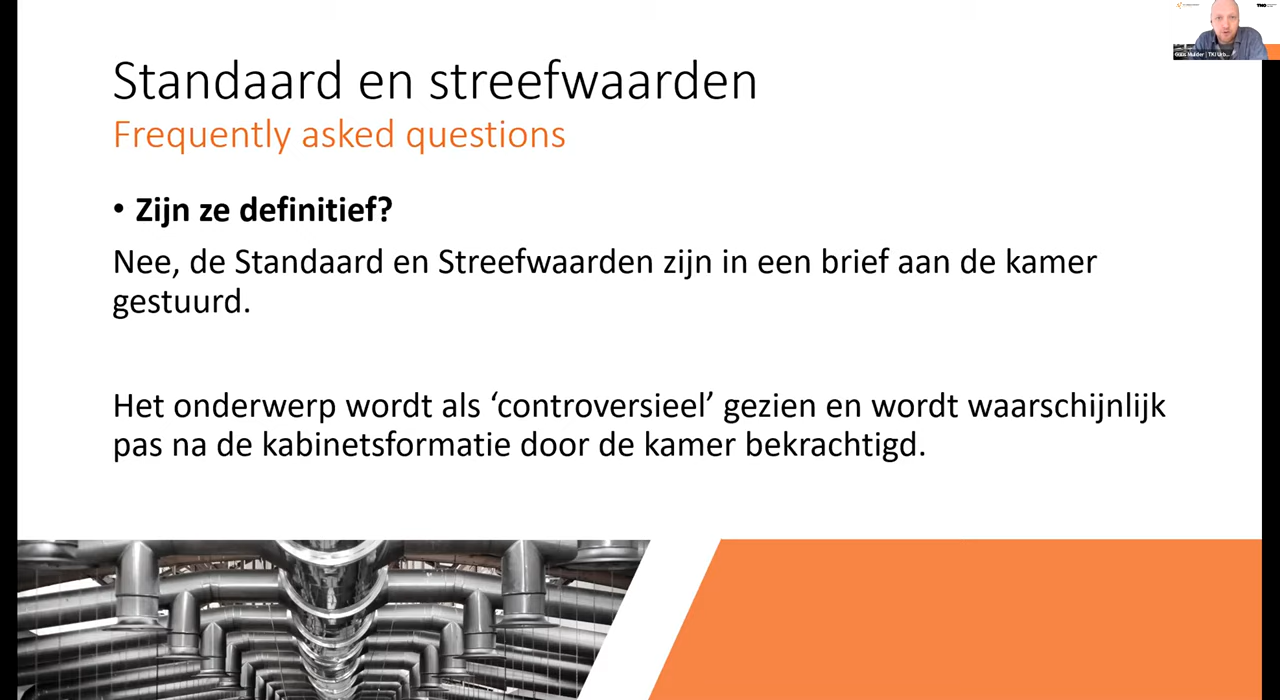 Standaard en streefwaarden
Frequently asked questions
• Zijn ze definitief?
Nee, de Standaard en Streefwaarden zijn in een brief aan de kamer
gestuurd.
Het onderwerp wordt als ‘controversieel’ gezien en wordt waarschijnlijk
pas na de kabinetsformatie door de kamer bekrachtigd.
Mulder | TKI